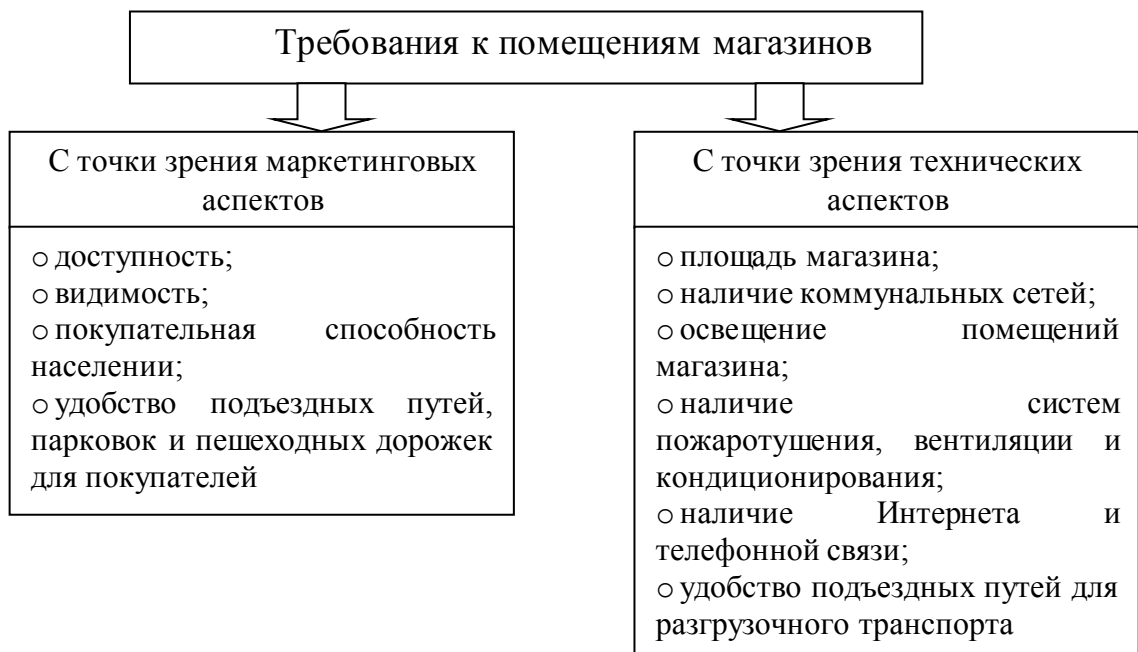 Требования к помещениям магазинов
С точки зрения маркетинговых
аспектов
о доступность;
о видимость;
о покупательная способность
населении;
о удобство подъездных путей,
парковок и пешеходных дорожек
для покупателей
С точки зрения технических
аспектов
о площадь магазина;
о наличие коммунальных сетей;
о освещение помещений
магазина;
о наличие систем
пожаротушения, вентиляции и
кондиционирования;
о наличие Интернета и
телефонной связи;
о удобство подъездных путей для
разгрузочного транспорта